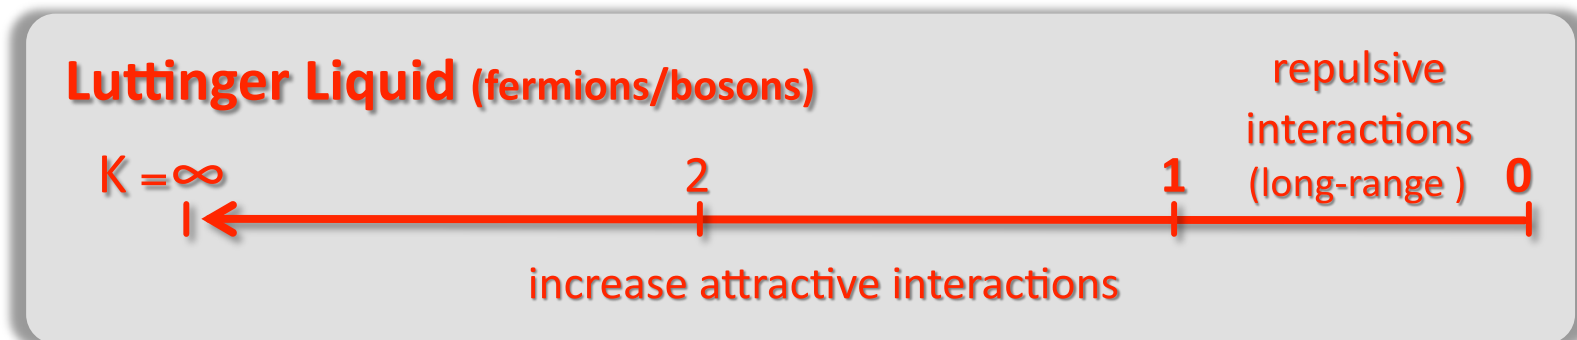 Luttinger Liquid (fermions/bosons)
repulsive
interactions
(long-range )
K =∞ 2 1 0
increase attractive interactions